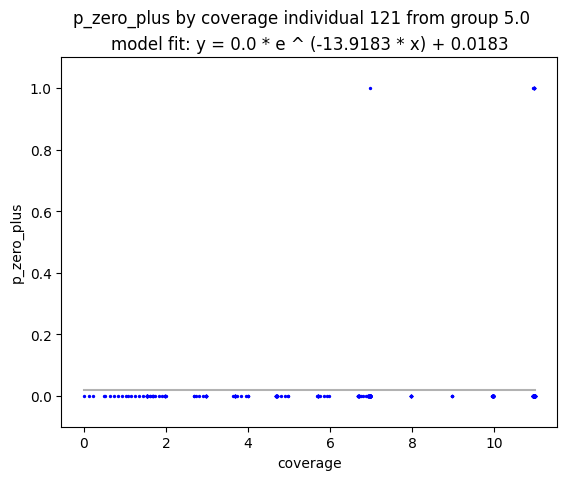 p_zero_plus by coverage individual 121 from group 5.0
model fit: y = 0.0 * e ^ (-13.9183 * x) + 0.0183
1.0
0.8
0.6
0.4
0.2
0.0
p_zero_plus
0 2 4 6 8 10
coverage